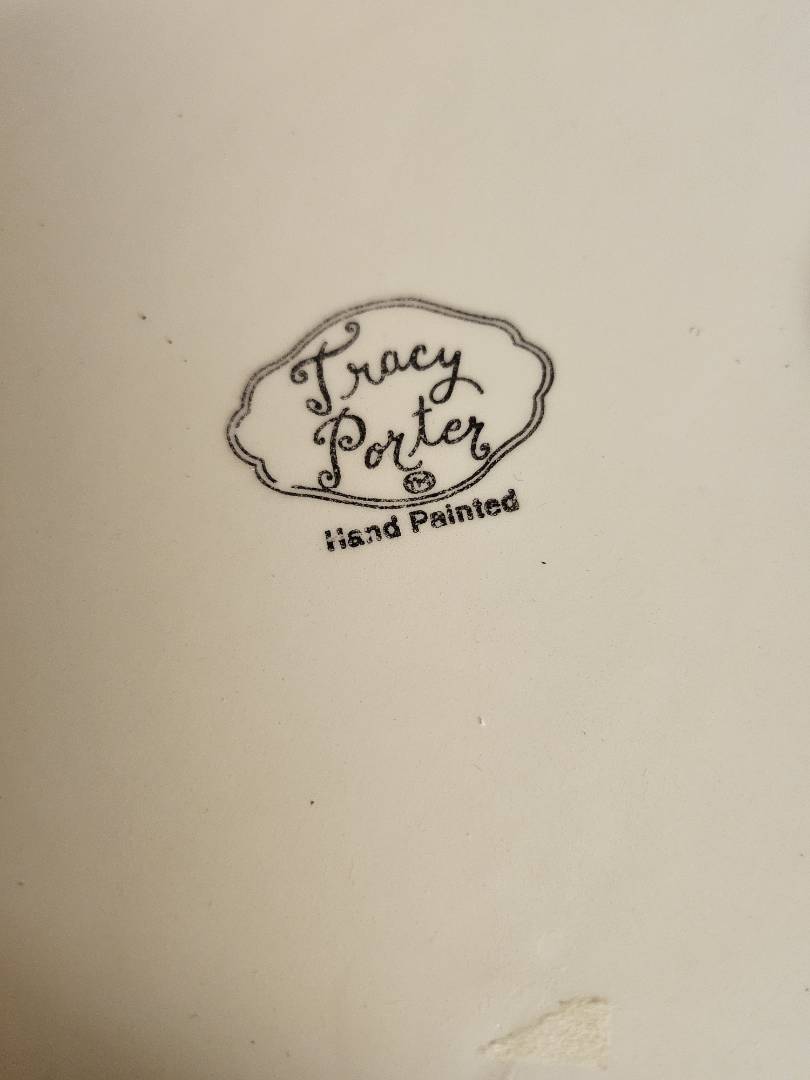 Tracy
Porter
TM
Hand Painted